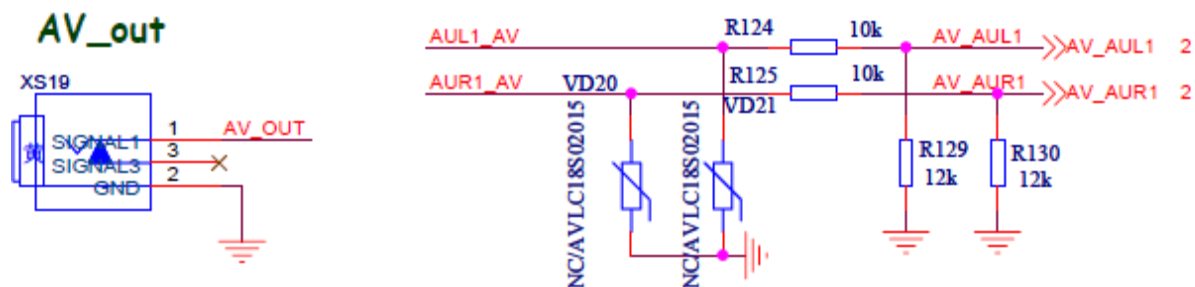 AV_out
XS19
黄
SIGNAL1
SIGNAL3
GND
1
3
2
AV_OUT
AUL1_AV
R124
10k
AV_AUL1
AV_AUL1 2
AUR1_AV
VD20
R125
VD21
10k
AV_AUR1
AV_AUR1 2
NC/AVLC18S02015
NC/AVLC18S02015
R129
12k
R130
12k